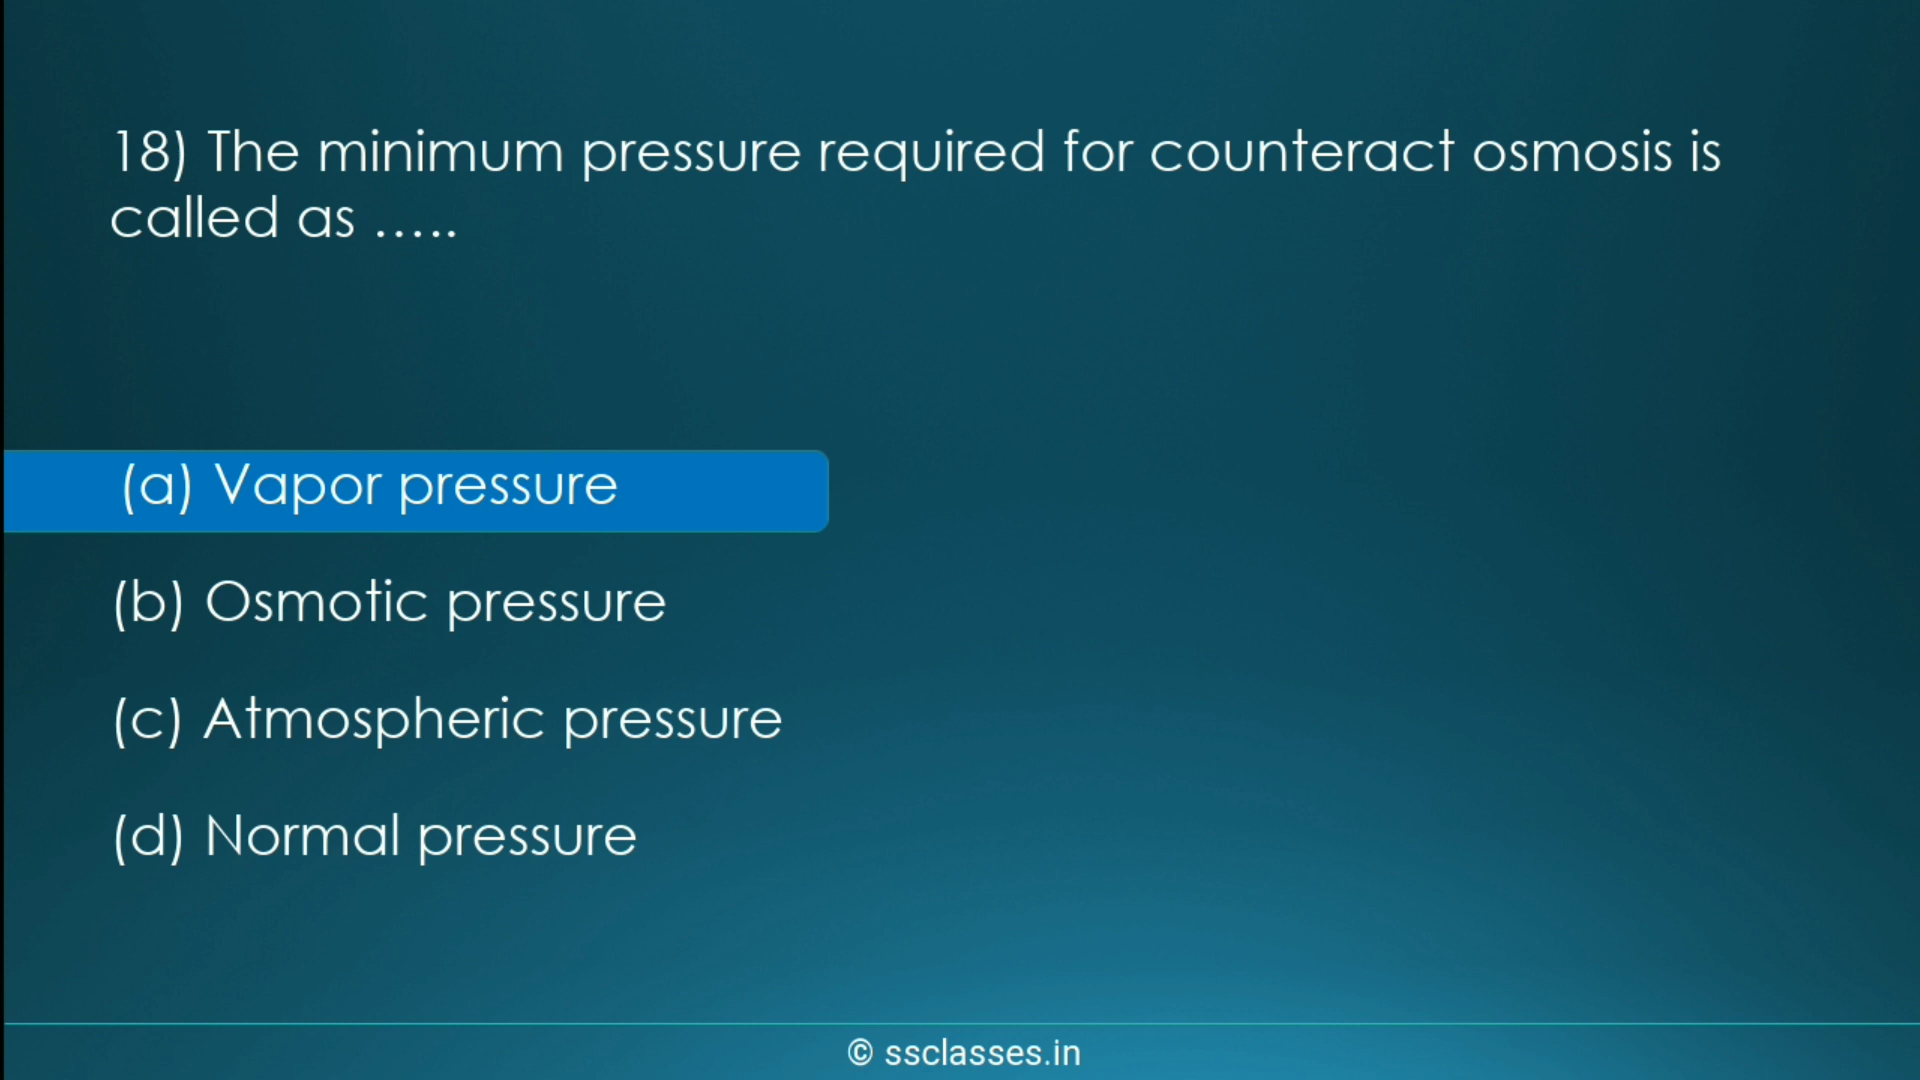 18) The minimum pressure required for counteract osmosis is
called as .....
(a) Vapor pressure
(b) Osmotic pressure
(c) Atmospheric pressure
(d) Normal pressure
© ssclasses.in